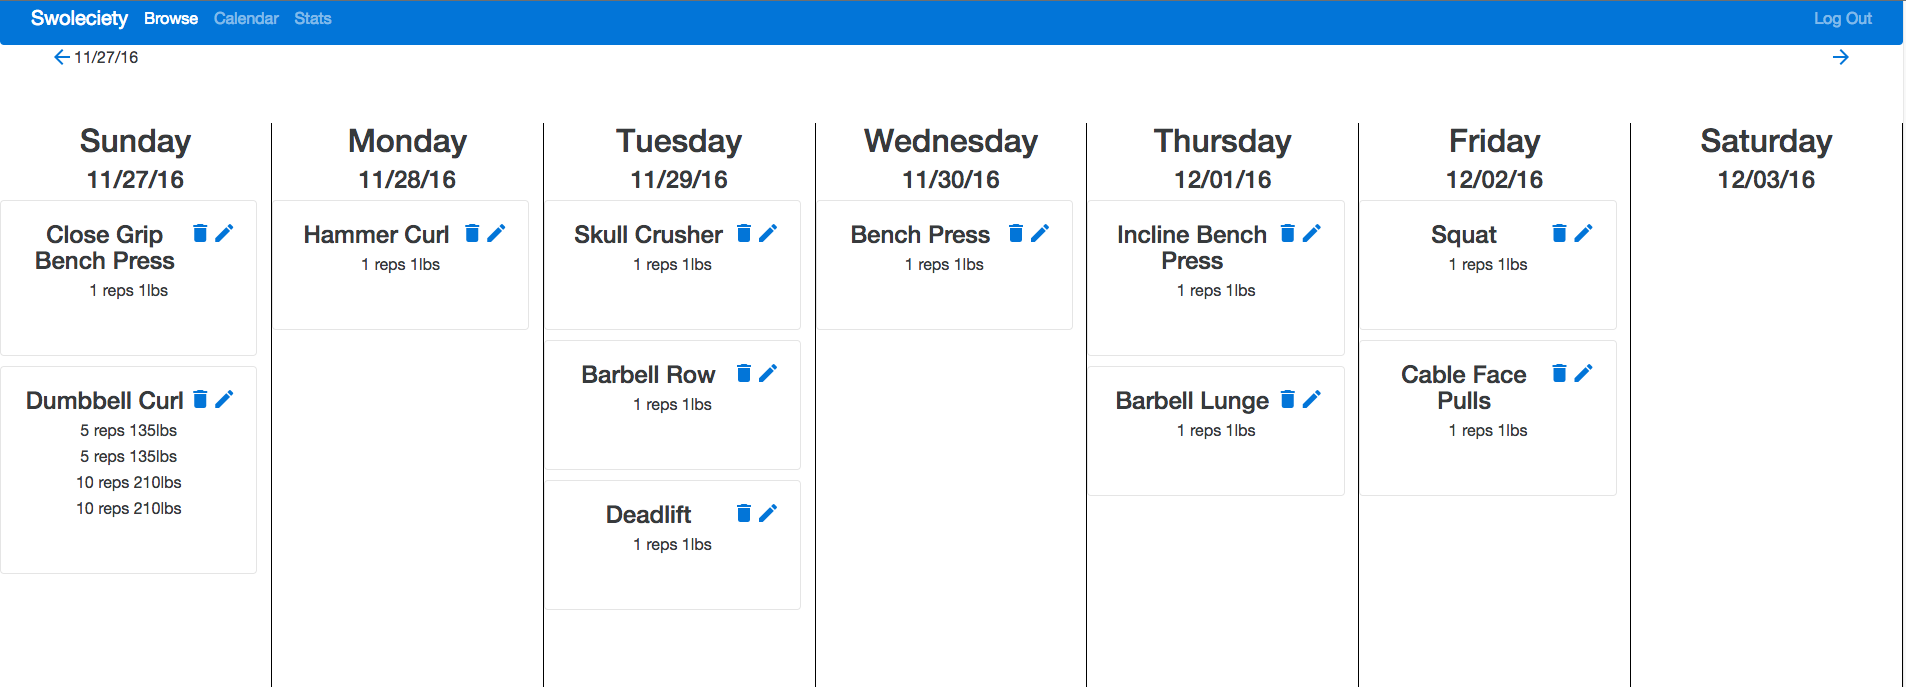 Swoleciety Browse Calendar Stats Log Out
11/27/16
Sunday
11/27/16
Close Grip
Bench Press
1 reps 1lbs
Dumbbell Curl
5 reps 135lbs
5 reps 135lbs
10 reps 210lbs
10 reps 210lbs
Monday
11/28/16
Hammer Curl
1 reps 1lbs
Tuesday
11/29/16
Skull Crusher
1 reps 1lbs
Barbell Row
1 reps 1lbs
Deadlift
1 reps 1lbs
Wednesday
11/30/16
Bench Press
1 reps 1lbs
Thursday
12/01/16
Incline Bench
Press
1 reps 1lbs
Barbell Lunge
1 reps 1lbs
Friday
12/02/16
Squat
1 reps 1lbs
Cable Face
Pulls
1 reps 1lbs
Saturday
12/03/16